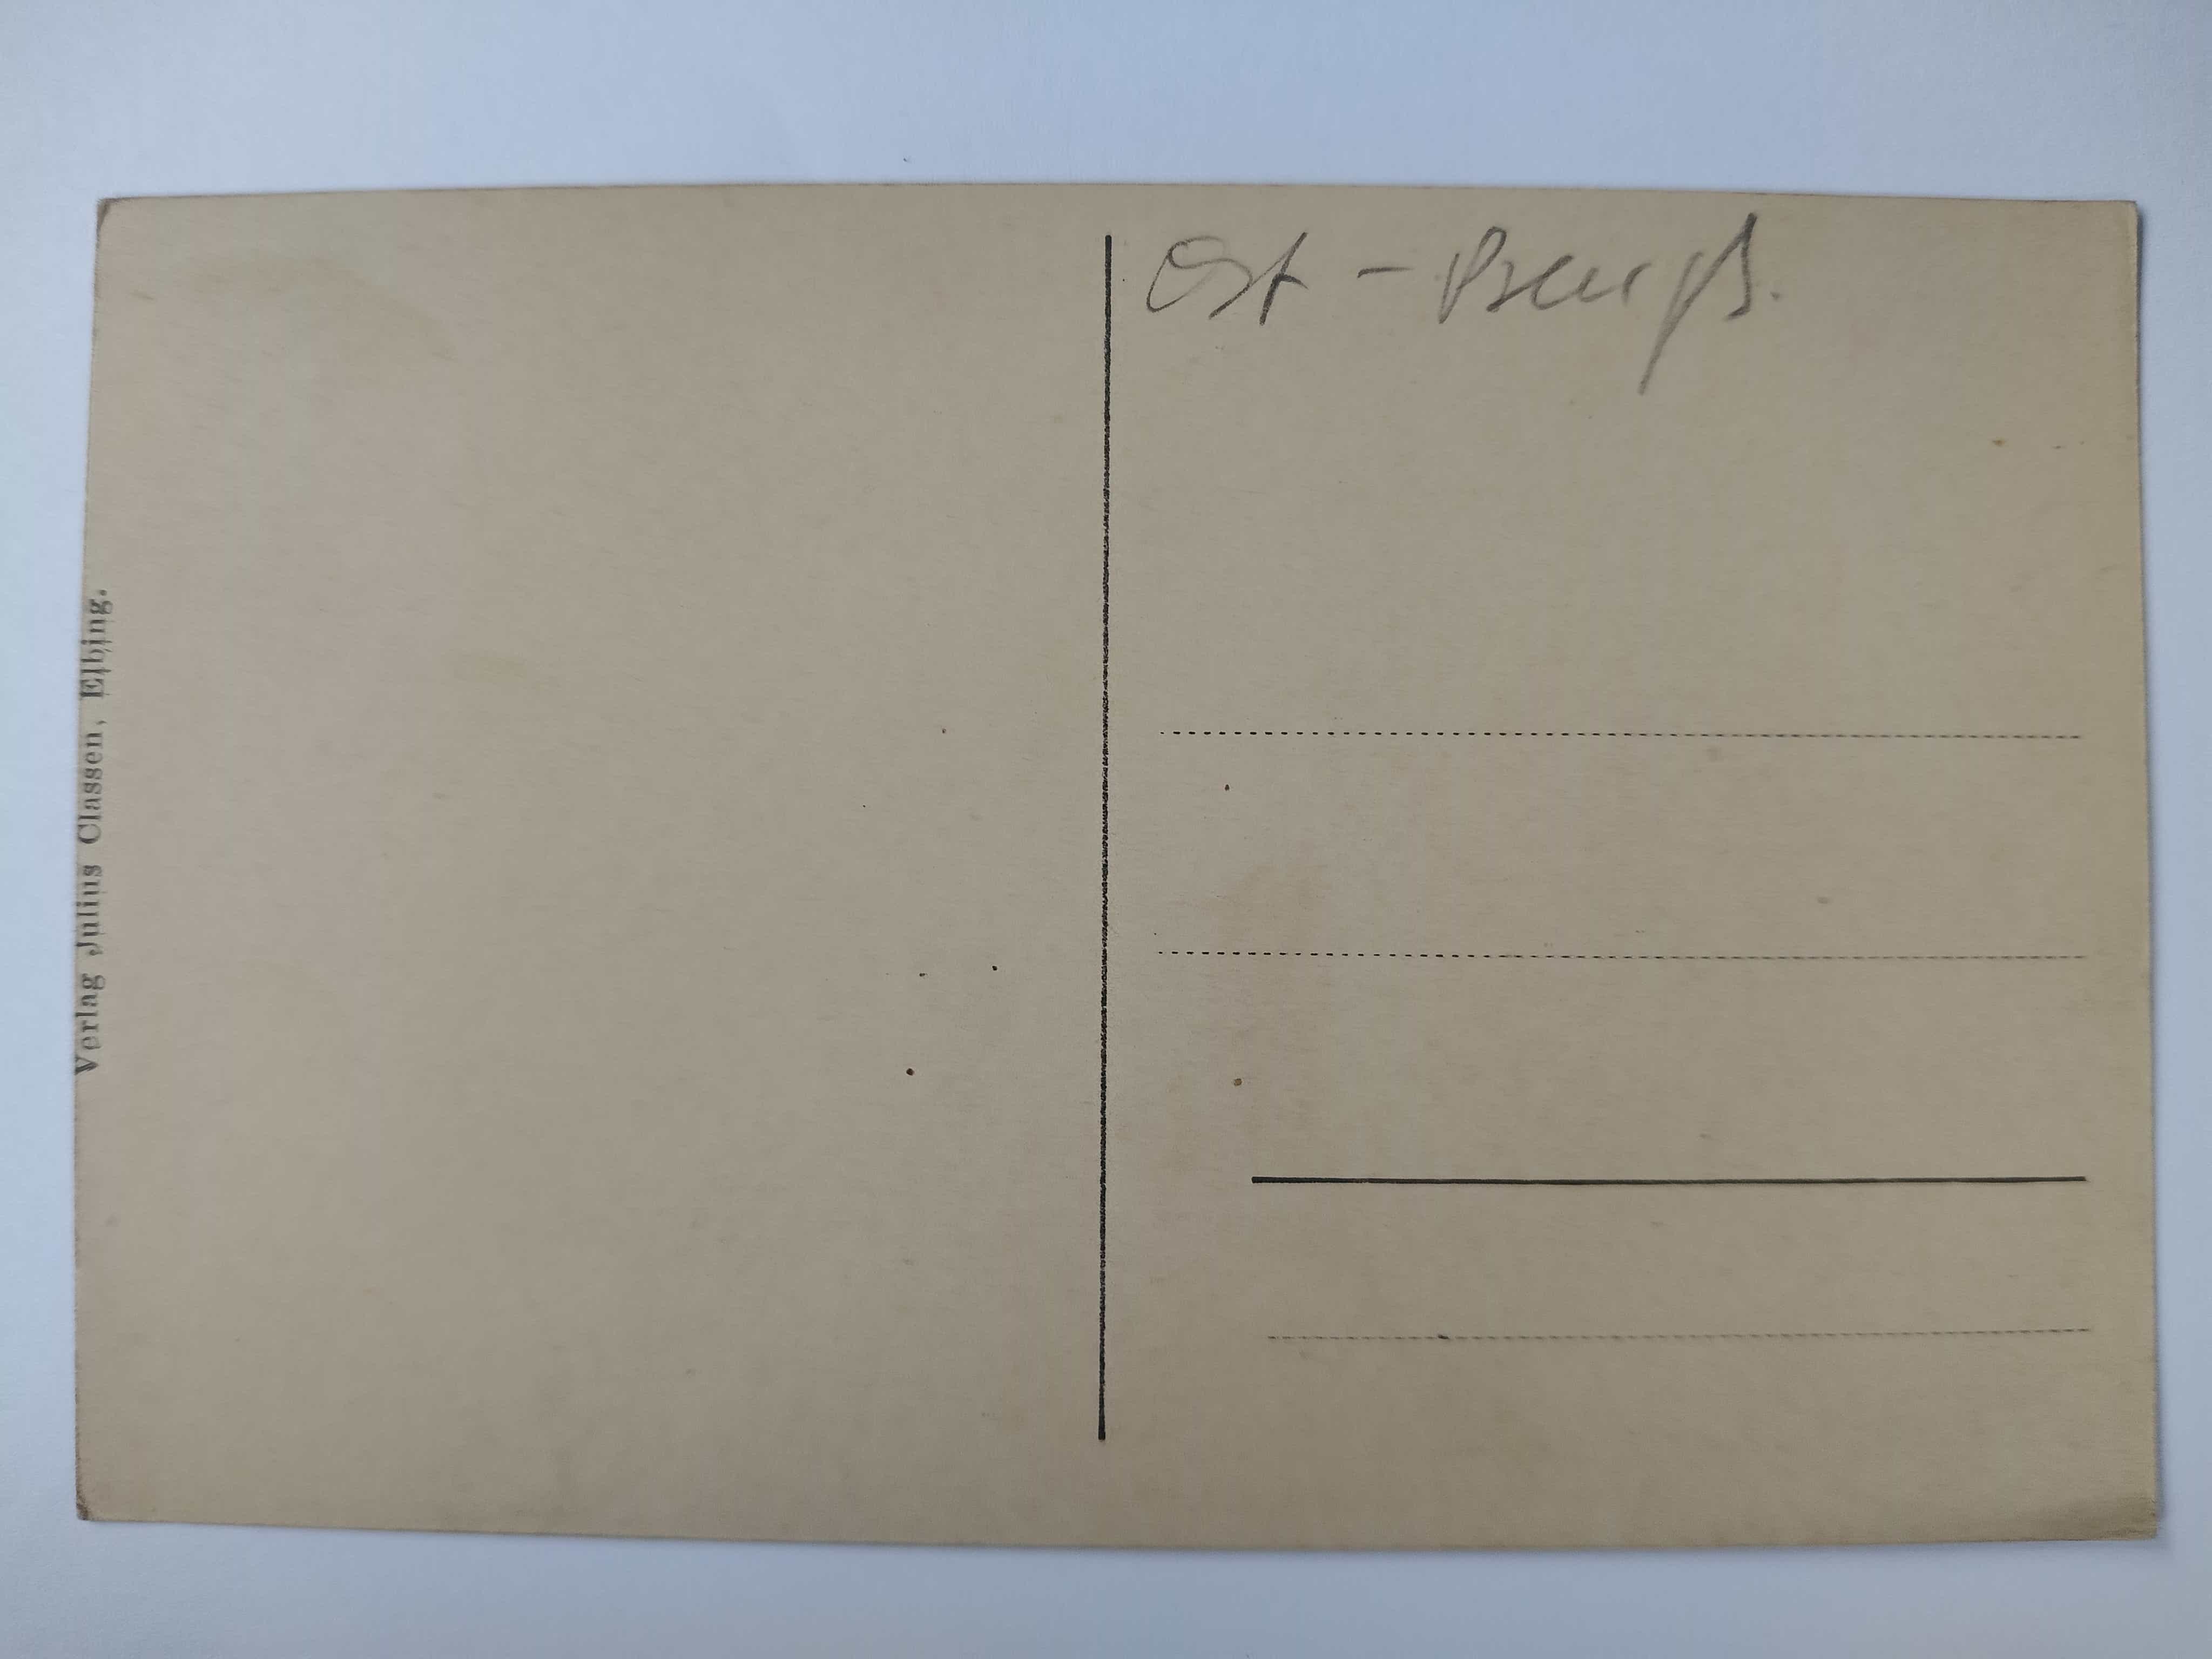 Ost - Preuß.
Verlag Julius Classen, Elbing.